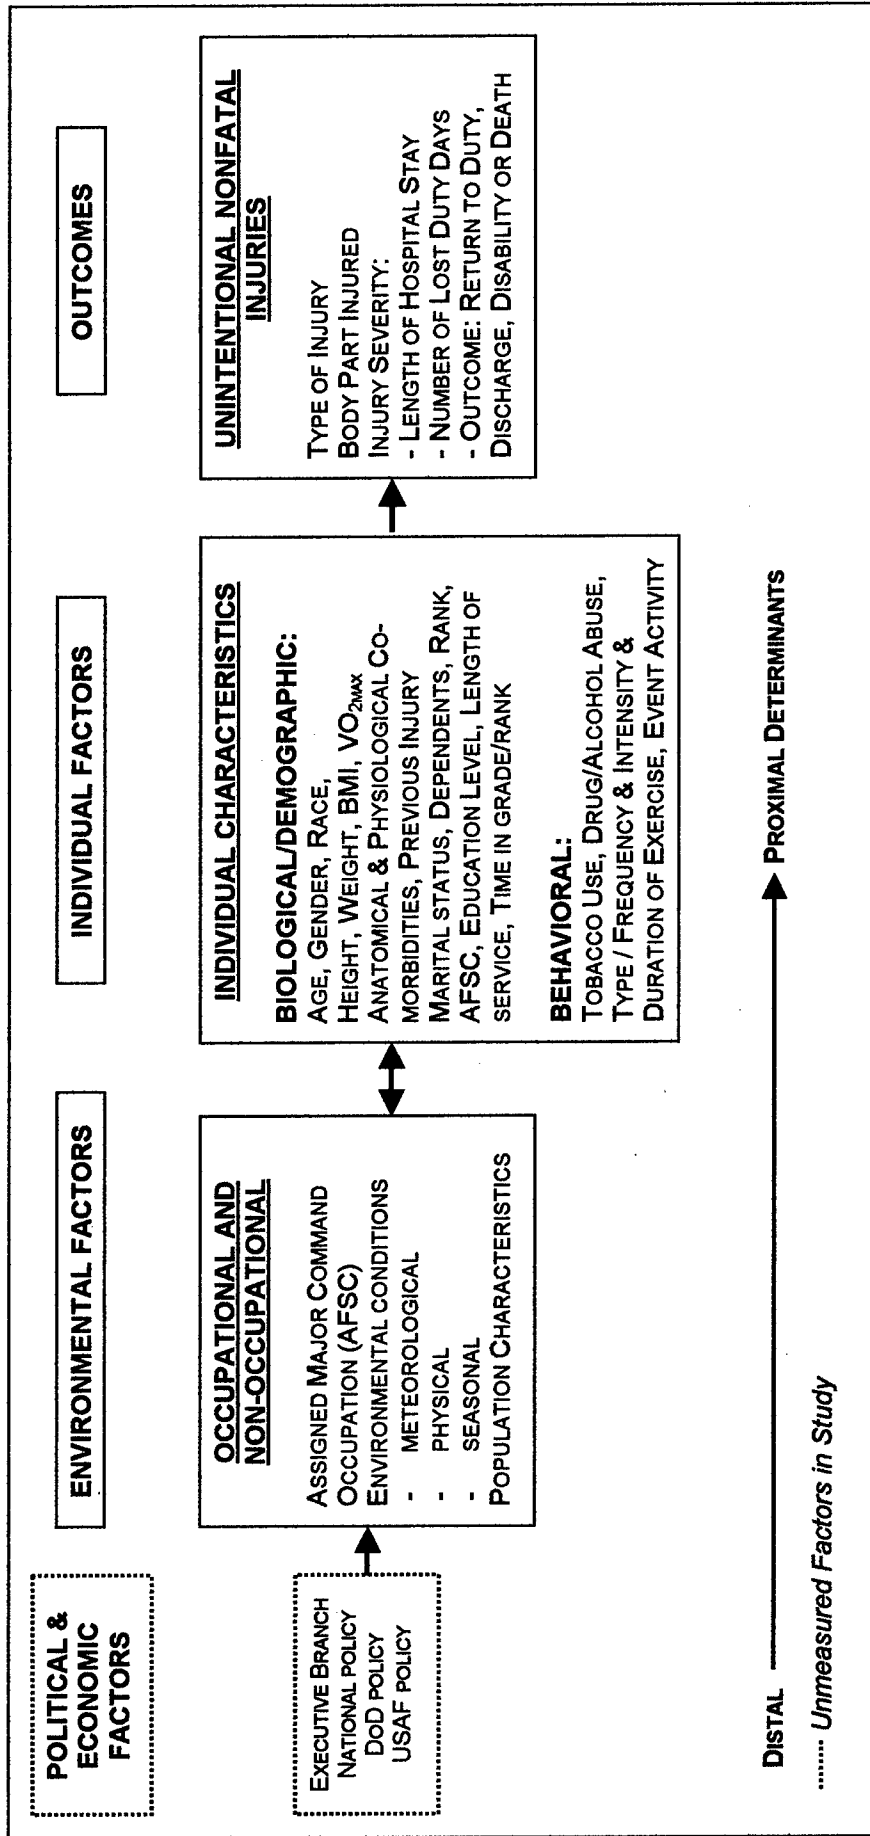 POLITICAL &
ECONOMIC
FACTORS
ENVIRONMENTAL FACTORS
INDIVIDUAL FACTORS
OUTCOMES
EXECUTIVE BRANCH
NATIONAL POLICY
DOD POLICY
USAF POLICY
OCCUPATIONAL AND
NON-OCCUPATIONAL
ASSIGNED MAJOR COMMAND
OCCUPATION (AFSC)
ENVIRONMENTAL CONDITIONS
- METEOROLOGICAL
- PHYSICAL
- SEASONAL
POPULATION CHARACTERISTICS
INDIVIDUAL CHARACTERISTICS
BIOLOGICAL/DEMOGRAPHIC:
AGE, GENDER, RACE,
HEIGHT, WEIGHT, BMI, VO2MAX
ANATOMICAL & PHYSIOLOGICAL CO-
MORBIDITIES, PREVIOUS INJURY
MARITAL STATUS, DEPENDENTS, RANK,
AFSC, EDUCATION LEVEL, LENGTH OF
SERVICE, TIME IN GRADE/RANK
BEHAVIORAL:
TOBACCO USE, DRUG/ALCOHOL ABUSE,
TYPE / FREQUENCY & INTENSITY &
DURATION OF EXERCISE, EVENT ACTIVITY
UNINTENTIONAL NONFATAL
INJURIES
TYPE OF INJURY
BODY PART INJURED
INJURY SEVERITY:
- LENGTH OF HOSPITAL STAY
- NUMBER OF LOST DUTY DAYS
- OUTCOME: RETURN TO DUTY,
DISCHARGE, DISABILITY OR DEATH
DISTAL
PROXIMAL DETERMINANTS
........ Unmeasured Factors in Study